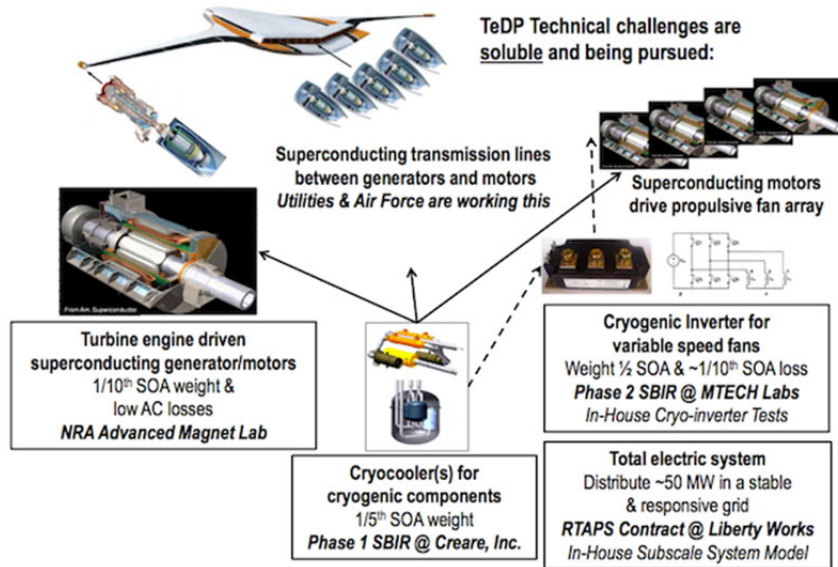 TeDP Technical challenges are
soluble and being pursued:
Superconducting transmission lines
between generators and motors
Utilities & Air Force are working this
Superconducting motors
drive propulsive fan array
From Am. Superconductor
Turbine engine driven
superconducting generator/motors
1/10th SOA weight &
low AC losses
NRA Advanced Magnet Lab
Cryocooler(s) for
cryogenic components
1/5th SOA weight
Phase 1 SBIR @ Creare, Inc.
Cryogenic Inverter for
variable speed fans
Weight ½ SOA & ~1/10th SOA loss
Phase 2 SBIR @ MTECH Labs
In-House Cryo-inverter Tests
Total electric system
Distribute ~50 MW in a stable
& responsive grid
RTAPS Contract @ Liberty Works
In-House Subscale System Model